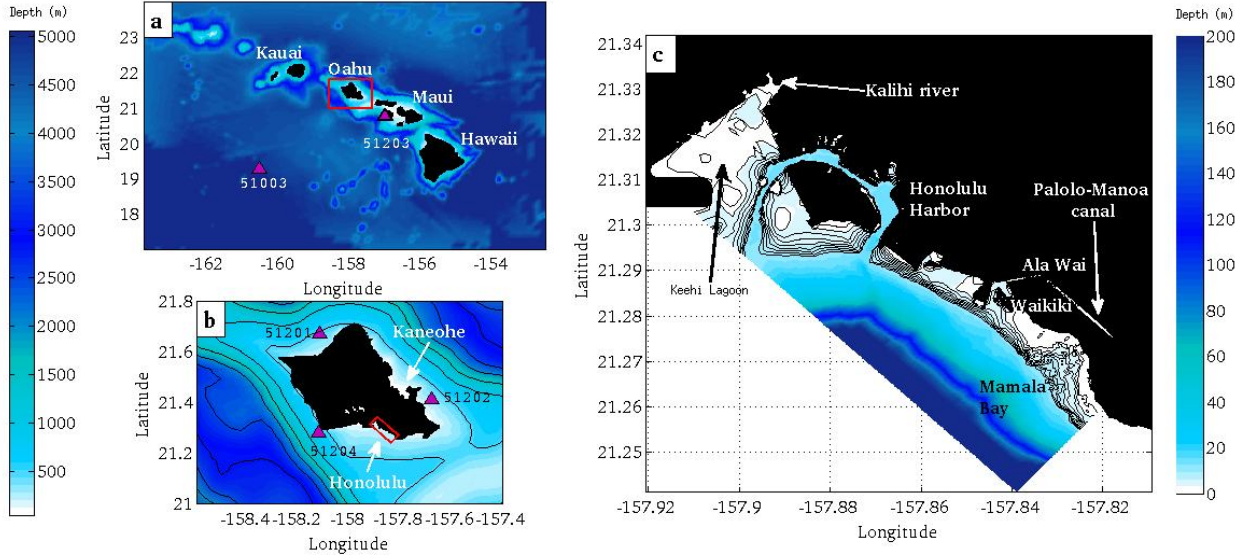 Depth (m)
5000
4500
4000
3500
3000
2500
2000
1500
1000
500
a
23
22
21
20
19
18
Latitude
Kauai
Oahu
Maui
Hawaii
51203
51003
-162
-160
-158
-156
-154
Longitude
b
21.8
21.6
21.4
21.2
21
Latitude
51201
Kaneohe
51202
51204
Honolulu
-158.4
-158.2
-158
-157.8
-157.6
-157.4
Longitude
c
21.34
21.33
21.32
21.31
21.3
21.29
21.28
21.27
21.26
21.25
Latitude
Kalihi river
Honolulu
Harbor
Palolo-Manoa
canal
Keehi Lagoon
Ala Wai
Waikiki
Mamala
Bay
-157.92
-157.9
-157.88
-157.86
-157.84
-157.82
Longitude
Depth (m)
200
180
160
140
120
100
80
60
40
20
0